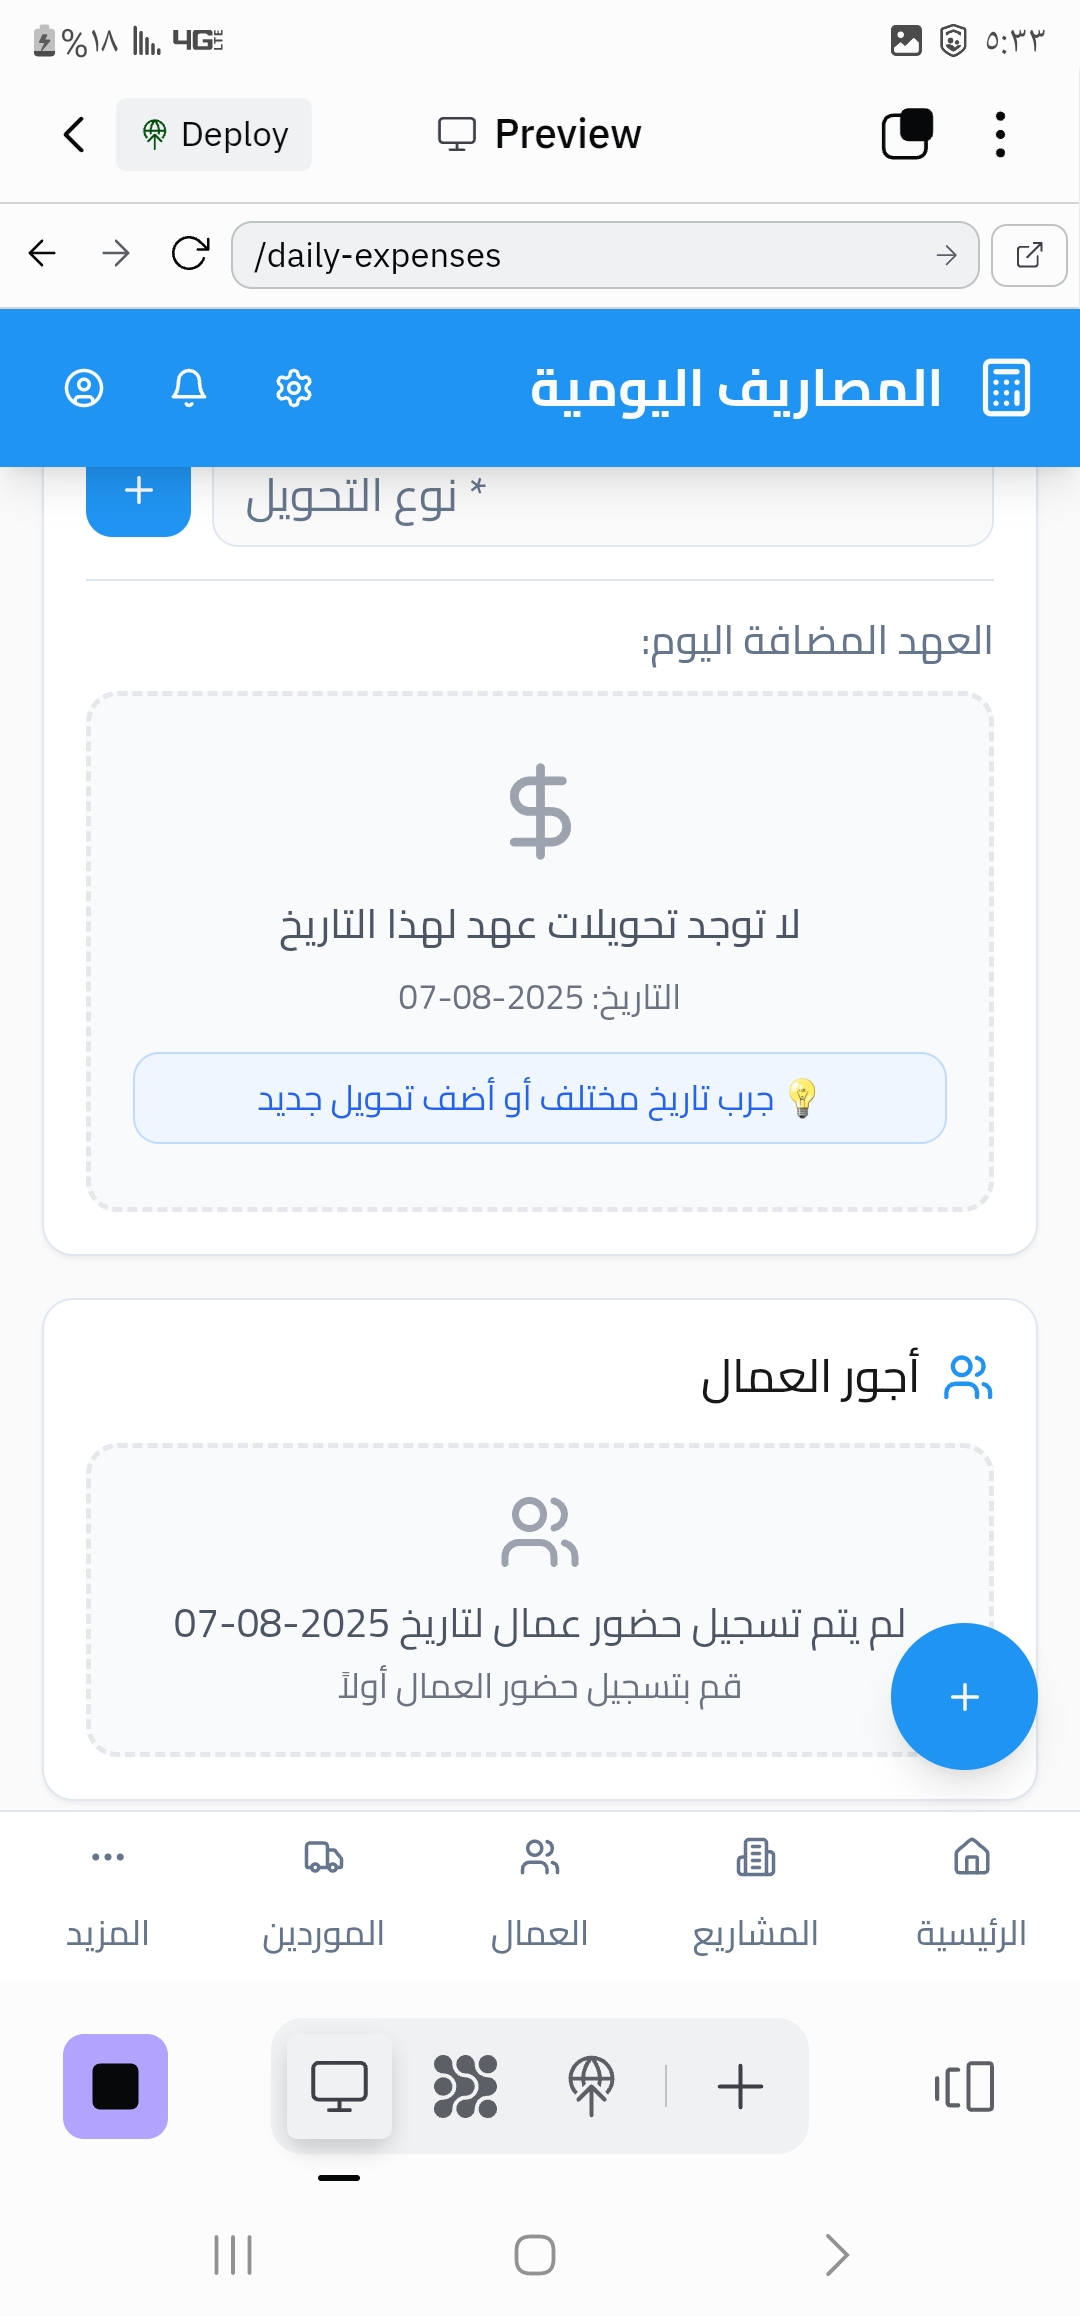 %١٨ 4G LTE ٥:٣٣
Deploy
Preview
/daily-expenses
المصاريف اليومية
نوع التحويل *
العهد المضافة اليوم:
لا توجد تحويلات عهد لهذا التاريخ
التاريخ: 2025-08-07
💡 جرب تاريخ مختلف أو أضف تحويل جديد
أجور العمال
لم يتم تسجيل حضور عمال لتاريخ 2025-08-07
قم بتسجيل حضور العمال أولاً
الرئيسية
المشاريع
العمال
الموردين
المزيد